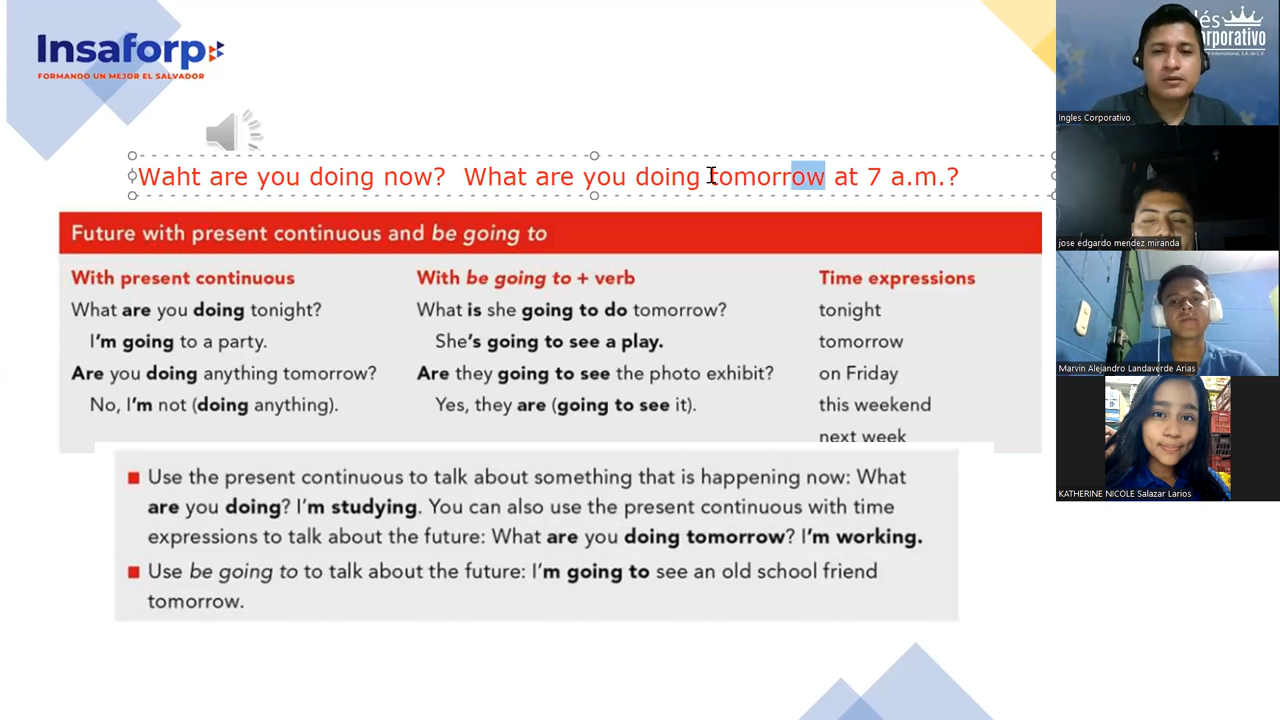 Insaforp
FORMANDO UN MEJOR EL SALVADOR
Waht are you doing now?  What are you doing tomorrow at 7 a.m.?
Future with present continuous and be going to
With present continuous
What are you doing tonight?
I'm going to a party.
Are you doing anything tomorrow?
No, I'm not (doing anything).
With be going to + verb
What is she going to do tomorrow?
She's going to see a play.
Are they going to see the photo exhibit?
Yes, they are (going to see it).
Time expressions
tonight
tomorrow
on Friday
this weekend
next week
Use the present continuous to talk about something that is happening now: What
are you doing? I'm studying. You can also use the present continuous with time
expressions to talk about the future: What are you doing tomorrow? I'm working.
Use be going to to talk about the future: I'm going to see an old school friend
tomorrow.
Ingles Corporativo
jose edgardo mendez miranda
Marvin Alejandro Landaverde Arias
KATHERINE NICOLE Salazar Larios